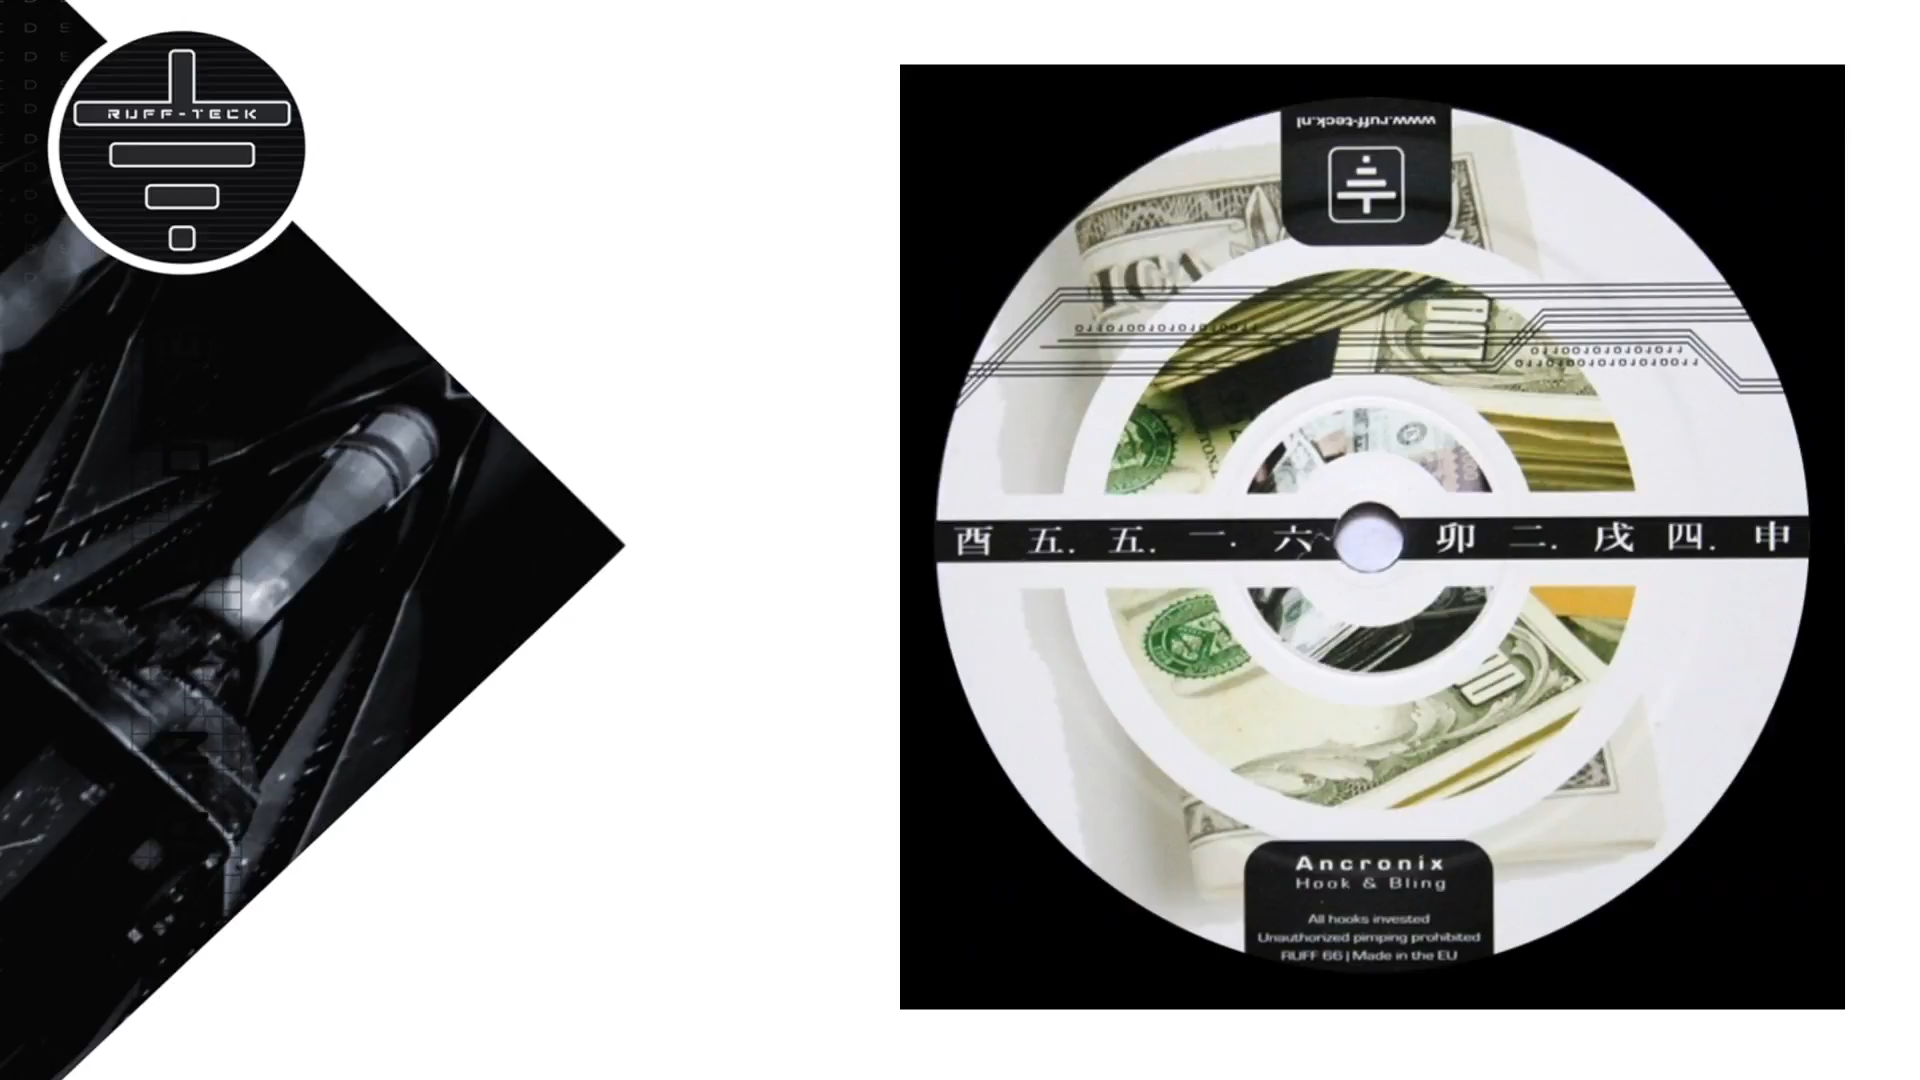 RUFF-TECK
www.ruff-teck.nl
酉 五. 五. 一. 六 卯 二. 戌 四. 申
Ancronix
Hook & Bling
All hooks invested
Unauthorized pimping prohibited
RUFF 66 | Made in the EU